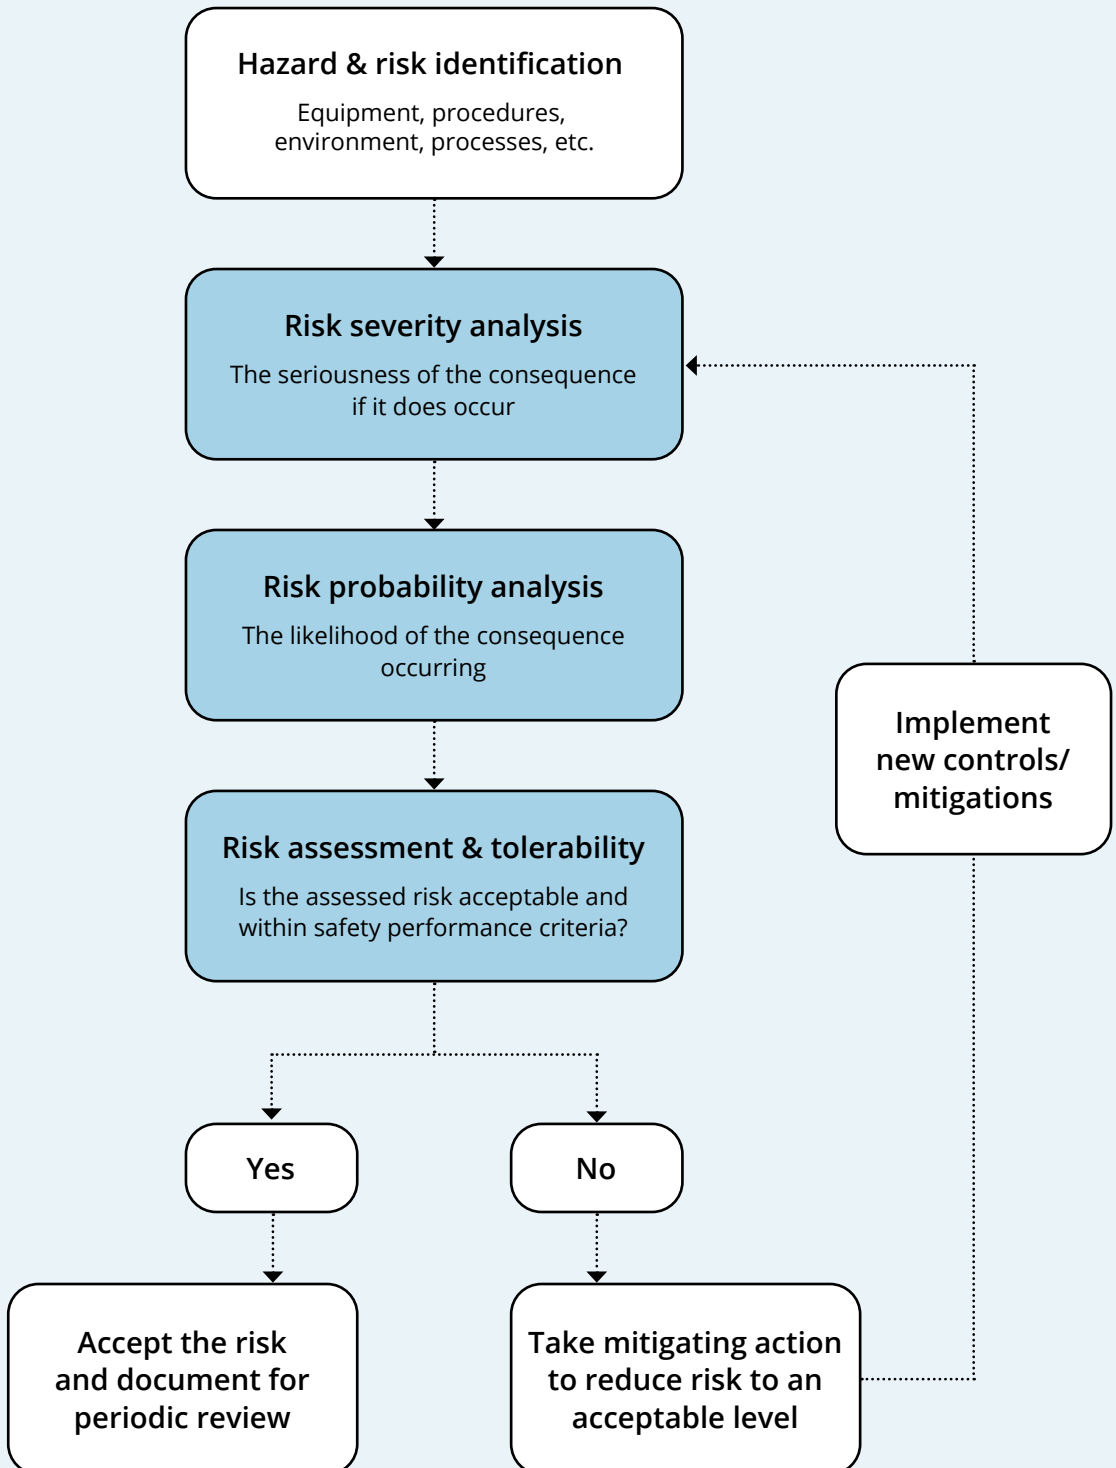 Hazard & risk identification
Equipment, procedures,
environment, processes, etc.
Risk severity analysis
The seriousness of the consequence
if it does occur
Risk probability analysis
The likelihood of the consequence
occurring
Implement
new controls/
mitigations
Risk assessment & tolerability
Is the assessed risk acceptable and
within safety performance criteria?
Yes
No
Accept the risk
and document for
periodic review
Take mitigating action
to reduce risk to an
acceptable level